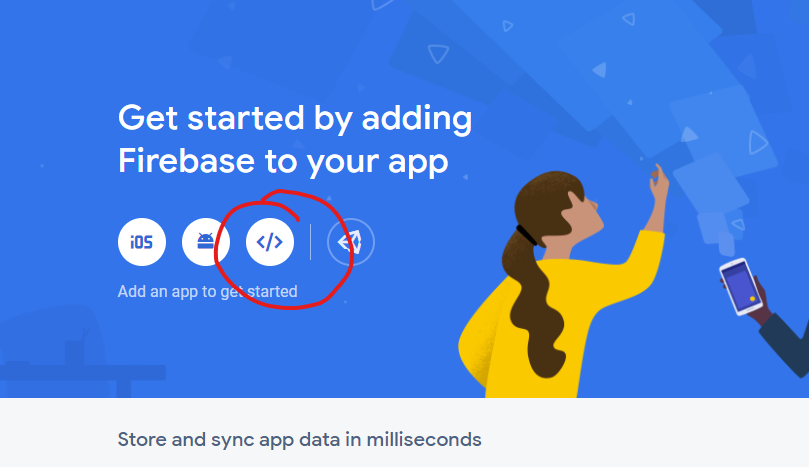 Get started by adding
Firebase to your app
iOS
</>
Add an app to get started
Store and sync app data in milliseconds